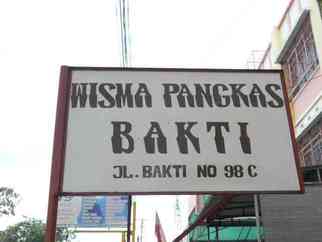 WISMA PANGKAS
BAKTI
JL. BAKTI NO 98 C